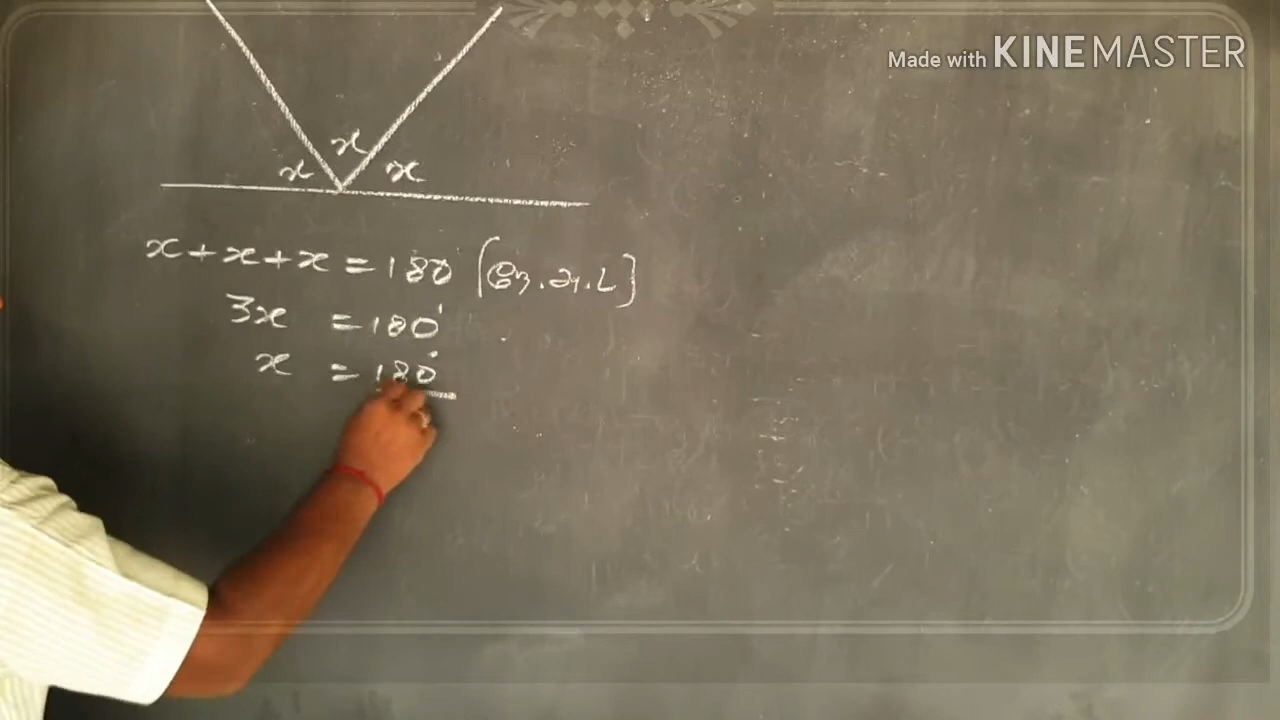 Made with KINEMASTER
x
x x
x + x + x = 180
3x = 180°
x = 180°